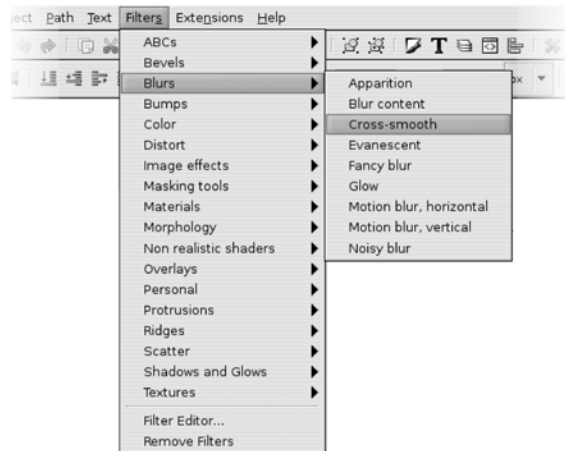 ject Path Text Filters Extensions Help
ABCs
Bevels
Blurs
Bumps
Color
Distort
Image effects
Masking tools
Materials
Morphology
Non realistic shaders
Overlays
Personal
Protrusions
Ridges
Scatter
Shadows and Glows
Textures
Filter Editor...
Remove Filters
px
Apparition
Blur content
Cross-smooth
Evanescent
Fancy blur
Glow
Motion blur, horizontal
Motion blur, vertical
Noisy blur